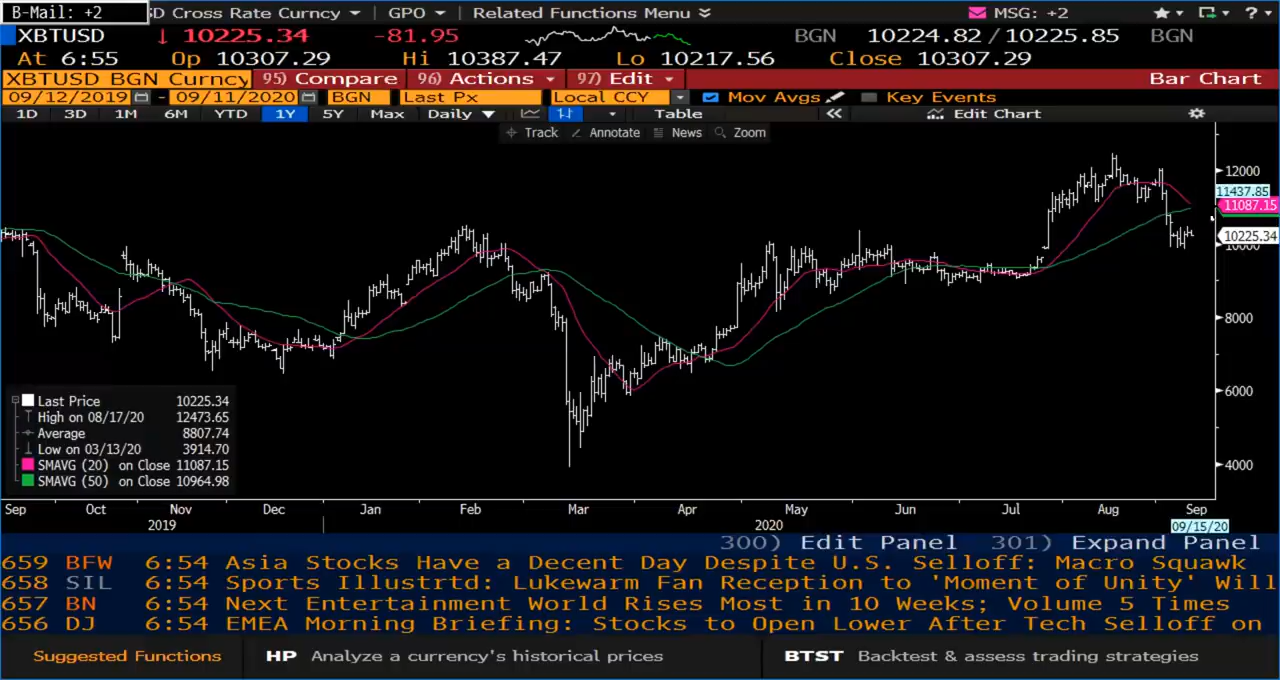 B-Mail: +2 SD Cross Rate Curncy GPO Related Functions Menu MSG: +2 ?
XBTUSD ↓ 10225.34 -81.95 BGN 10224.82/10225.85 BGN
At 6:55 Op 10307.29 Hi 10387.47 Lo 10217.56 Close 10307.29
XBTUSD BGN Curncy 95) Compare 96) Actions 97) Edit Bar Chart
09/12/2019 - 09/11/2020 BGN Last Px Local CCY Mov Avgs Key Events
1D 3D 1M 6M YTD 1Y 5Y Max Daily Table Edit Chart
Track Annotate News Zoom
12000
11437.85
11087.15
10225.34
10000
8000
6000
4000
Last Price 10225.34
High on 08/17/20 12473.65
Average 8807.74
Low on 03/13/20 3914.70
SMAVG (20) on Close 11087.15
SMAVG (50) on Close 10964.98
Sep Oct Nov Dec Jan Feb Mar Apr May Jun Jul Aug Sep
2019 2020 09/15/20
300) Edit Panel 301) Expand Panel
659 BFW 6:54 Asia Stocks Have a Decent Day Despite U.S. Selloff: Macro Squawk
658 SIL 6:54 Sports Illustrtd: Lukewarm Fan Reception to 'Moment of Unity' Will
657 BN 6:54 Next Entertainment World Rises Most in 10 Weeks; Volume 5 Times
656 DJ 6:54 EMEA Morning Briefing: Stocks to Open Lower After Tech Selloff on
Suggested Functions HP Analyze a currency's historical prices BTST Backtest & assess trading strategies